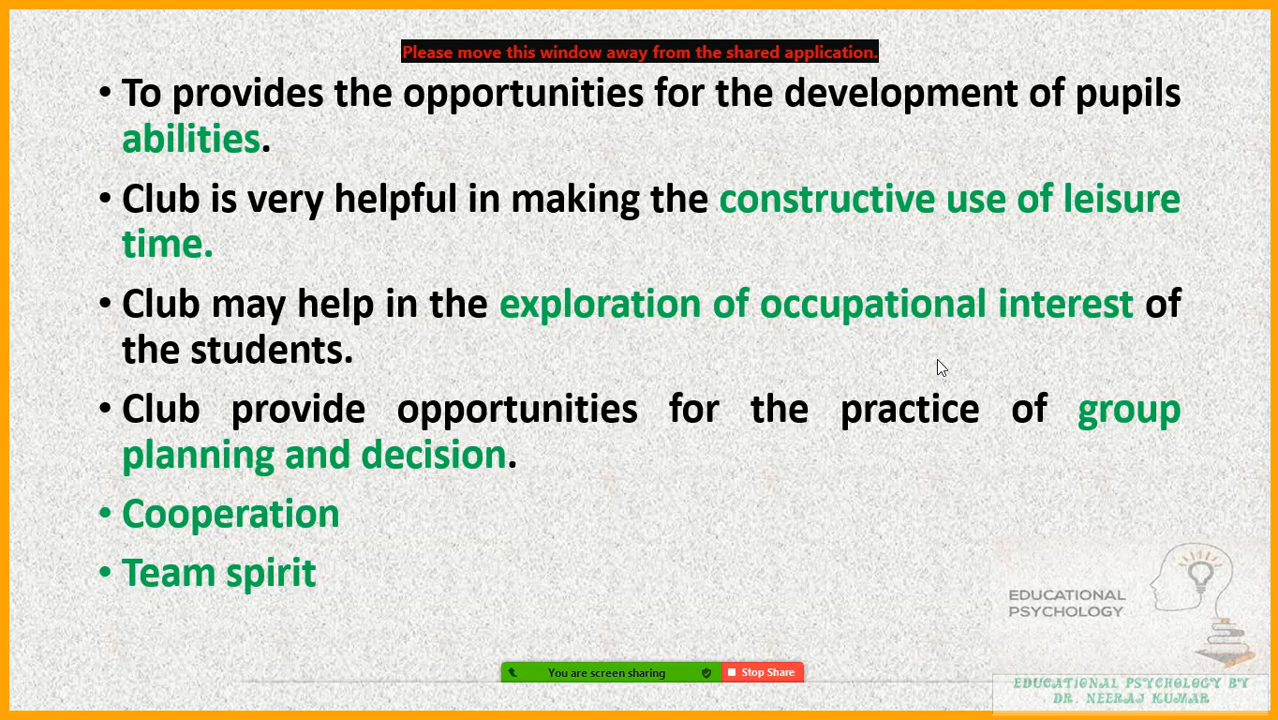 Please move this window away from the shared application.
• To provides the opportunities for the development of pupils
abilities.
• Club is very helpful in making the constructive use of leisure
time.
• Club may help in the exploration of occupational interest of
the students.
• Club provide opportunities for the practice of group
planning and decision.
• Cooperation
• Team spirit
EDUCATIONAL
PSYCHOLOGY
You are screen sharing
Stop Share
EDUCATIONAL PSYCHOLOGY BY
DR. NEERAJ KUMAR